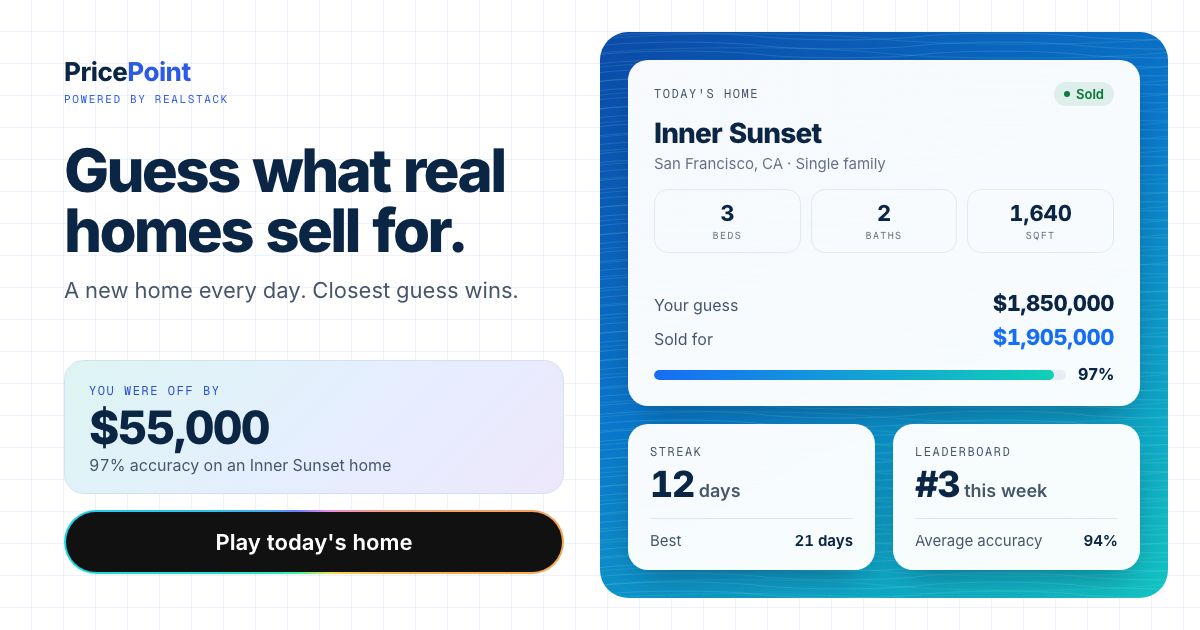 PricePoint
POWERED BY REALSTACK
Guess what real
homes sell for.
A new home every day. Closest guess wins.
YOU WERE OFF BY
$55,000
97% accuracy on an Inner Sunset home
Play today's home
TODAY'S HOME
Sold
Inner Sunset
San Francisco, CA · Single family
3
BEDS
2
BATHS
1,640
SQFT
Your guess $1,850,000
Sold for $1,905,000
97%
STREAK
12 days
Best 21 days
LEADERBOARD
#3 this week
Average accuracy 94%